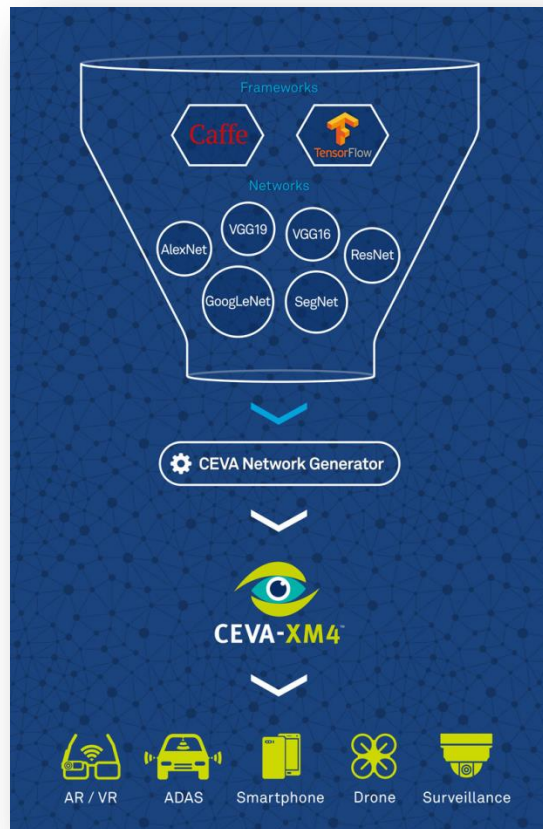 Frameworks
Caffe
TensorFlow
Networks
AlexNet
VGG19
VGG16
ResNet
GoogLeNet
SegNet
CEVA Network Generator
CEVA-XM4™
AR / VR
ADAS
Smartphone
Drone
Surveillance